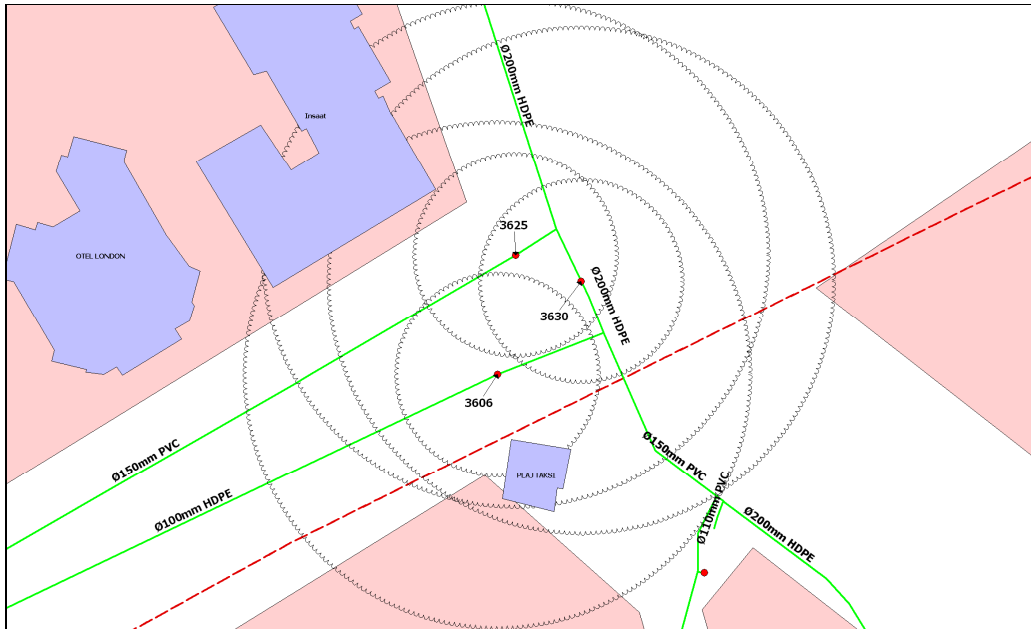 Ø200mm HDPE
Insaat
3625
OTEL LONDON
Ø200mm HDPE
3630
3606
Ø150mm PVC
Ø150mm PVC
PLAJ TAKSI
Ø100mm HDPE
Ø110mm PVC
Ø200mm HDPE